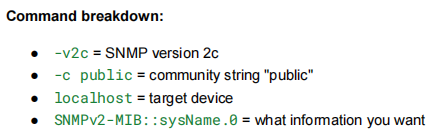 Command breakdown:
● -v2c = SNMP version 2c
● -c public = community string "public"
● localhost = target device
● SNMPv2-MIB::sysName.0 = what information you want